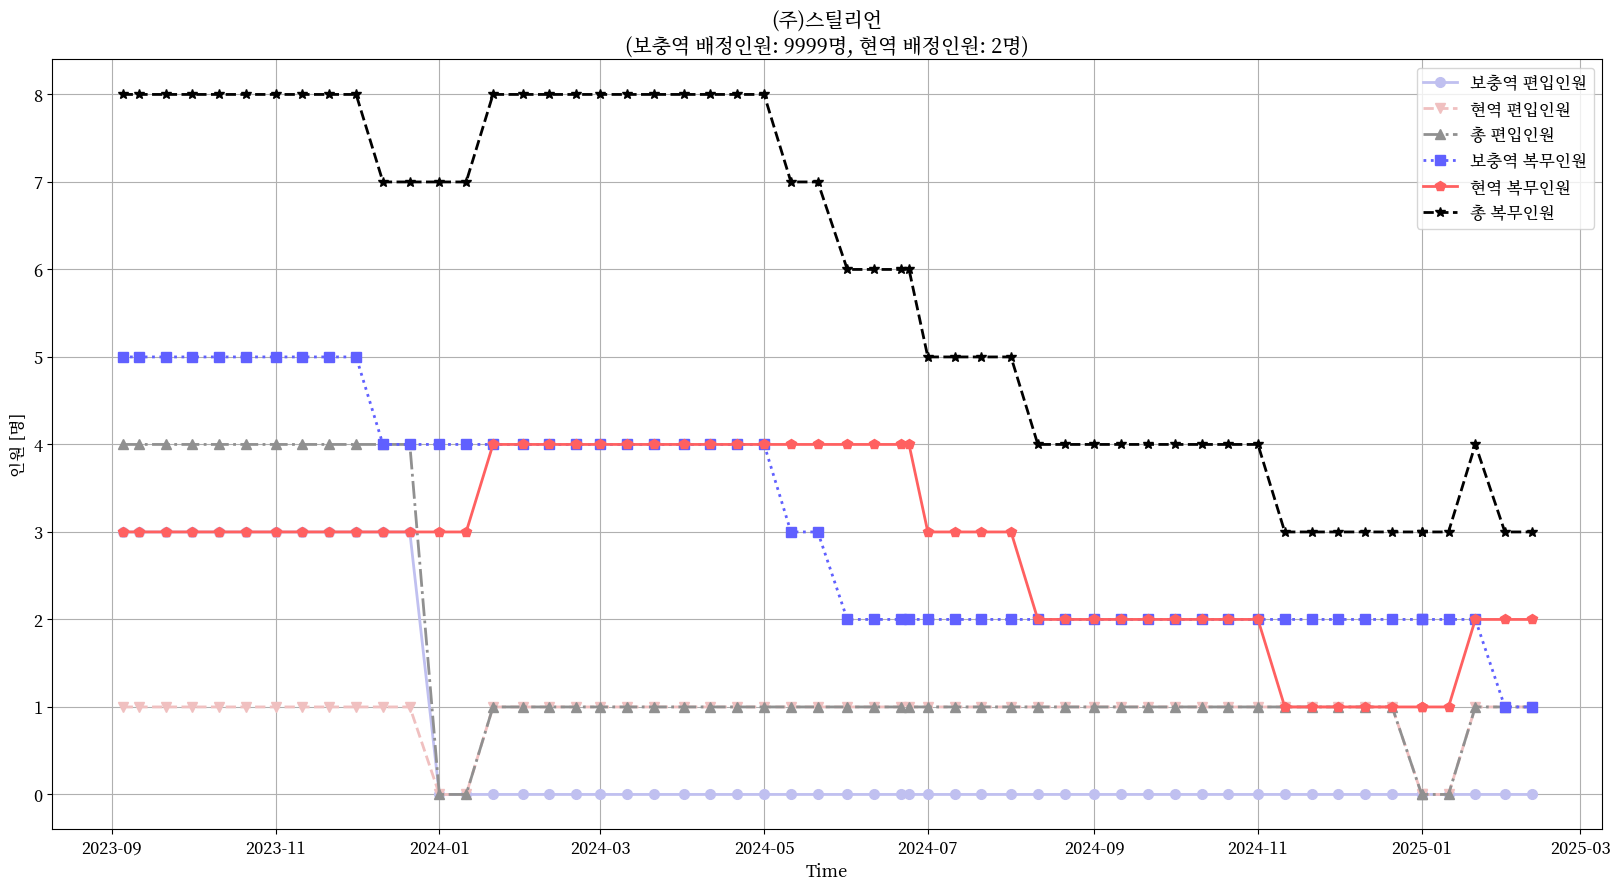 (주)스틸리언
(보충역 배정인원: 9999명, 현역 배정인원: 2명)
보충역 편입인원
현역 편입인원
총 편입인원
보충역 복무인원
현역 복무인원
총 복무인원
8
7
6
5
4
3
2
1
0
인원 [명]
2023-09
2023-11
2024-01
2024-03
2024-05
2024-07
2024-09
2024-11
2025-01
2025-03
Time